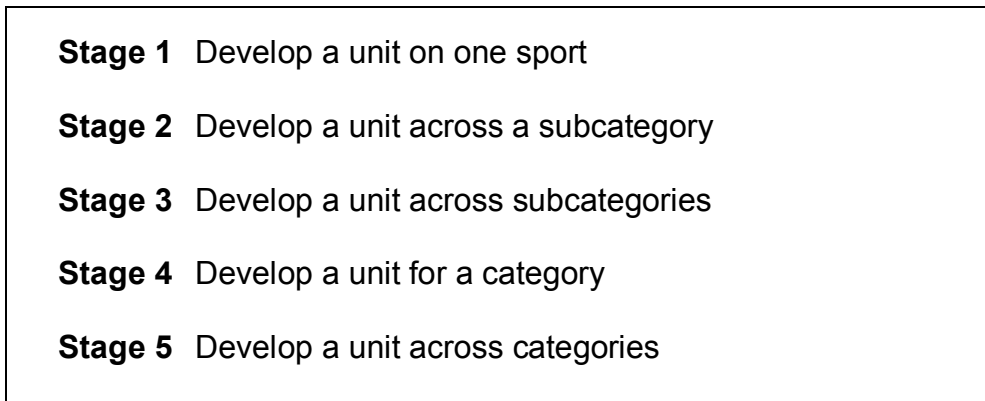 Stage 1 Develop a unit on one sport
Stage 2 Develop a unit across a subcategory
Stage 3 Develop a unit across subcategories
Stage 4 Develop a unit for a category
Stage 5 Develop a unit across categories